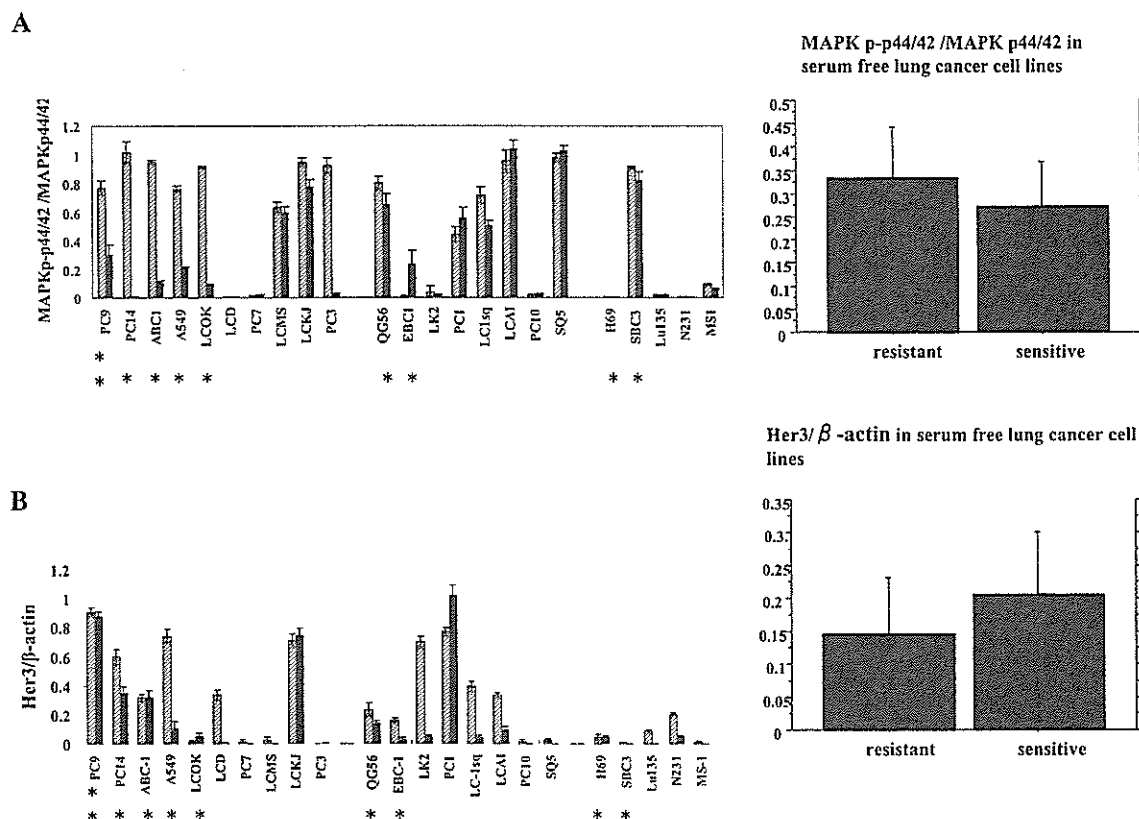 A
MAPKp-p44/42 /MAPKp44/42
1.2
1
0.8
0.6
0.4
0.2
0
PC9 PC14 ABC1 A549 LCOK LCD PC7 LCMS LCKJ PC3 QG56 EBC1 LK2 PC1 LC1sq LCAI PC10 SQ5 H69 SBC3 Lu135 N231 MS1
*
* * * * * * * * *
MAPK p-p44/42 /MAPK p44/42 in
serum free lung cancer cell lines
0.5
0.45
0.35
0.3
0.25
0.2
0.15
0.1
0.05
0
resistant sensitive
B
Her3/β-actin
1.2
1
0.8
0.6
0.4
0.2
0
PC9 PC14 ABC-1 A549 LCOK LCD PC7 LCMS LCKJ PC3 QG56 EBC-1 LK2 PC1 LC-1sq LCAI PC10 SQ5 H69 SBC3 Lu135 N231 MS-1
*
* * * * * * * * *
Her3/ β -actin in serum free lung cancer cell
lines
0.35
0.3
0.25
0.2
0.15
0.1
0.05
0
resistant sensitive